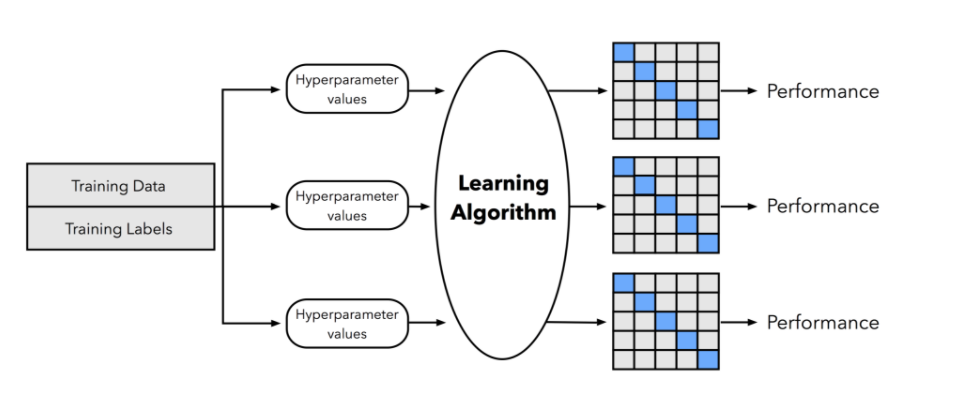 Hyperparameter
values
Performance
Training Data
Training Labels
Hyperparameter
values
Learning
Algorithm
Performance
Hyperparameter
values
Performance